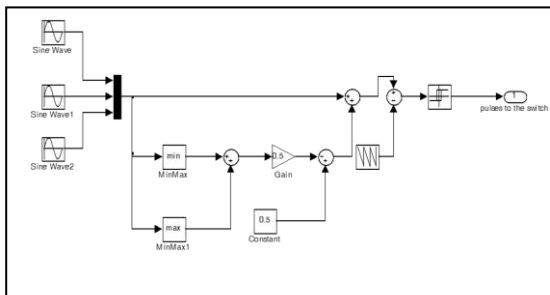 Sine Wave
Sine Wave1
Sine Wave2
min
MinMax
max
MinMax1
0.5
Gain
0.5
Constant
1
pulses to the switch